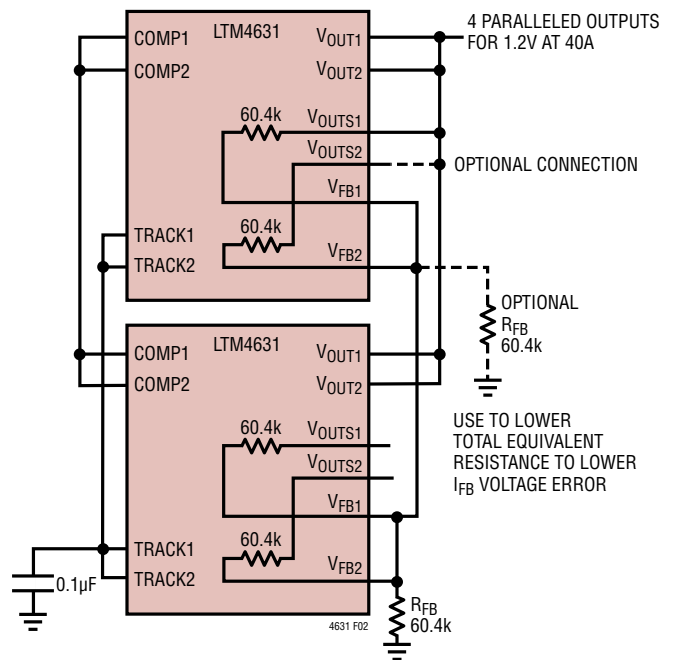 4 PARALLELED OUTPUTS
FOR 1.2V AT 40A
LTM4631
COMP1
COMP2
VOUT1
VOUT2
60.4k
VOUTS1
VOUTS2
OPTIONAL CONNECTION
VFB1
60.4k
TRACK1
TRACK2
VFB2
OPTIONAL
RFB
60.4k
LTM4631
COMP1
COMP2
VOUT1
VOUT2
USE TO LOWER
TOTAL EQUIVALENT
RESISTANCE TO LOWER
IFB VOLTAGE ERROR
60.4k
VOUTS1
VOUTS2
VFB1
60.4k
TRACK1
TRACK2
VFB2
0.1µF
RFB
60.4k
4631 F02